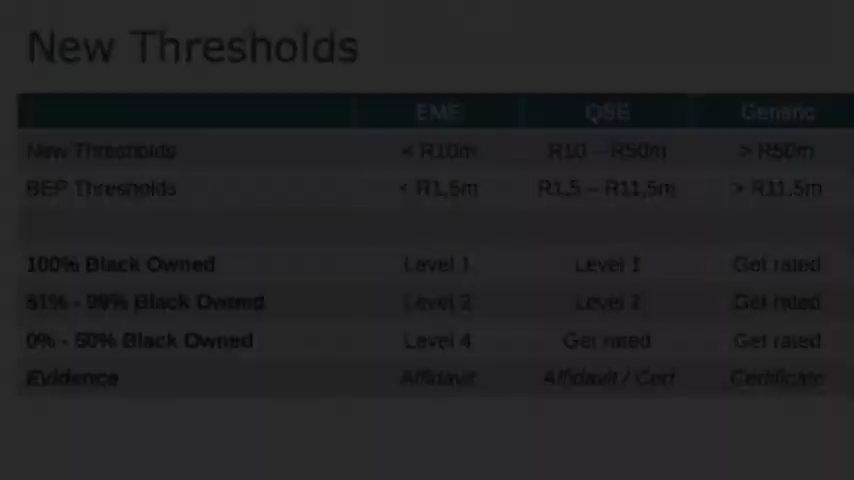 New Thresholds
EME QSE Generic
New Thresholds < R10m R10 – R50m > R50m
BEP Thresholds < R1,5m R1,5 – R11,5m > R11,5m
100% Black Owned Level 1 Level 1 Get rated
51% - 99% Black Owned Level 2 Level 2 Get rated
0% - 50% Black Owned Level 4 Get rated Get rated
Evidence Affidavit Affidavit / Cert Certificate